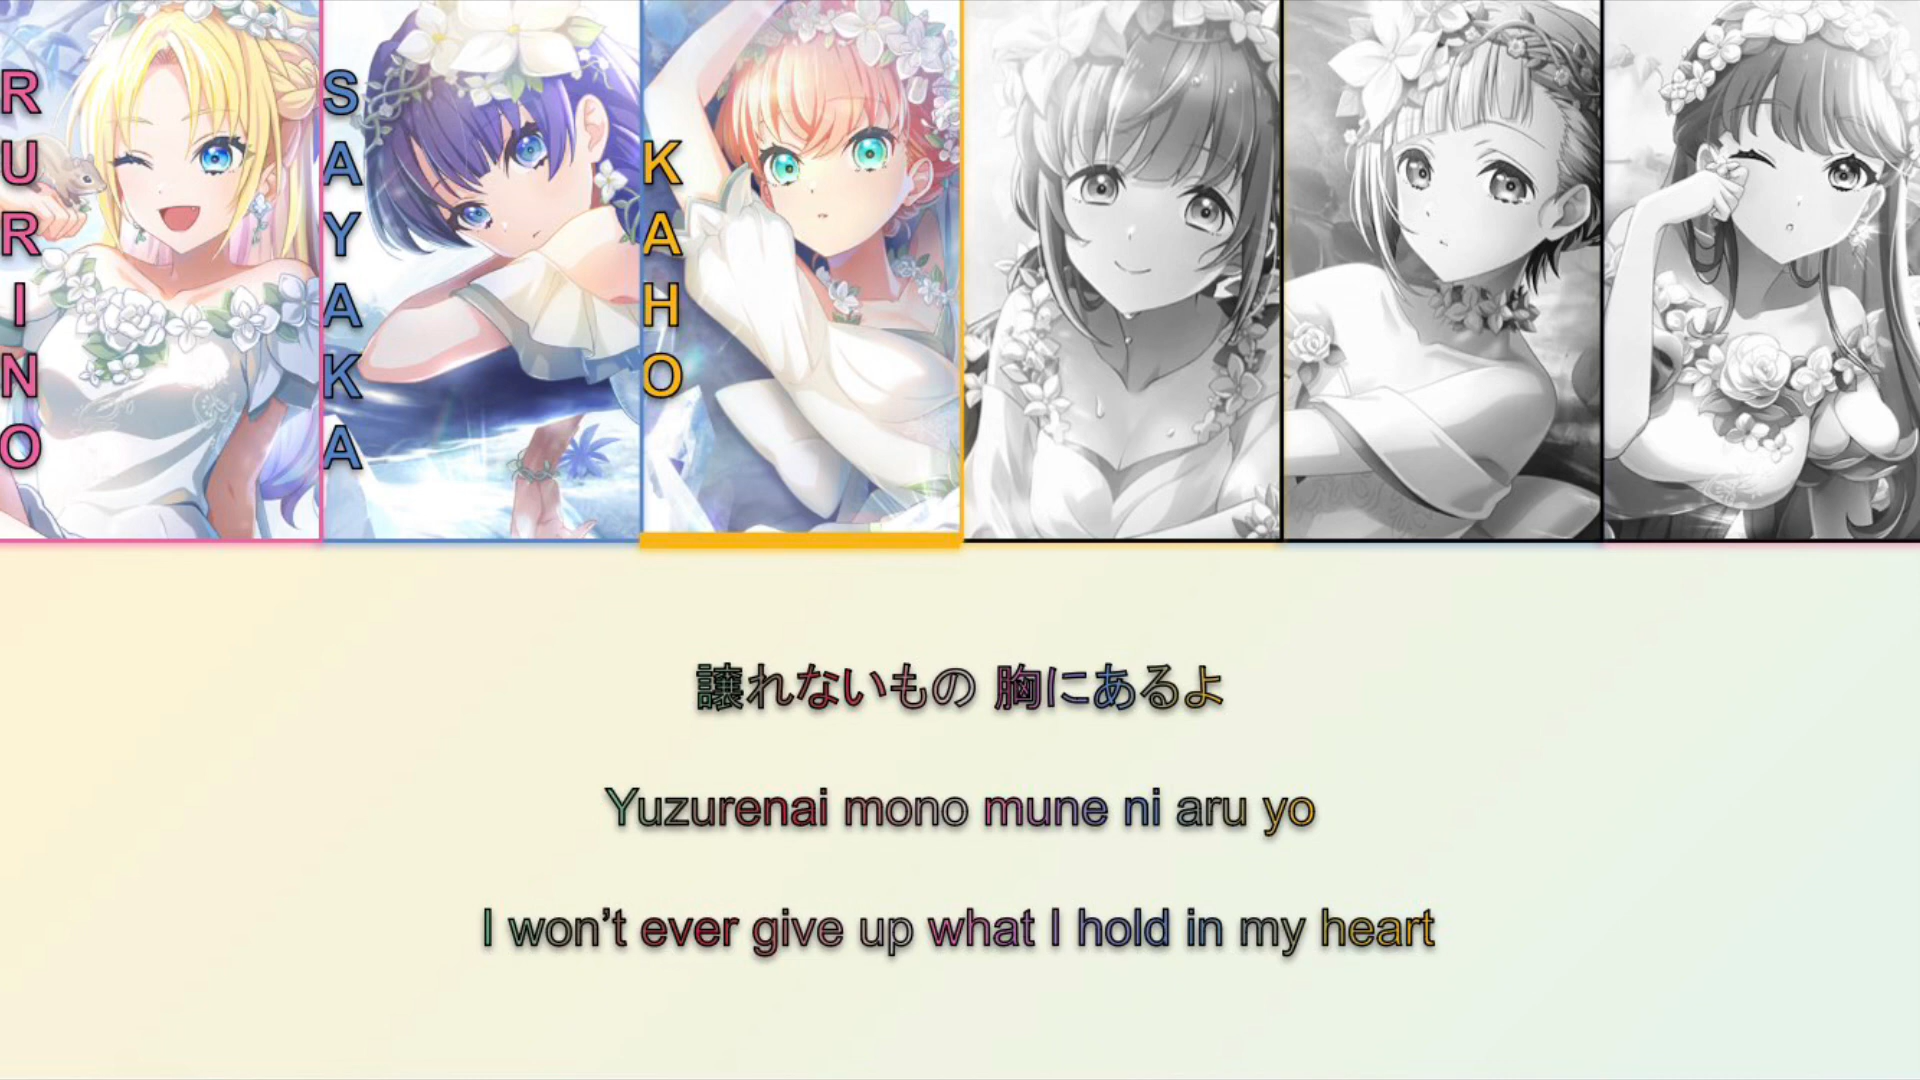 RURINO
SAYAKA
KAHO
譲れないもの 胸にあるよ
Yuzurenai mono mune ni aru yo
I won't ever give up what I hold in my heart